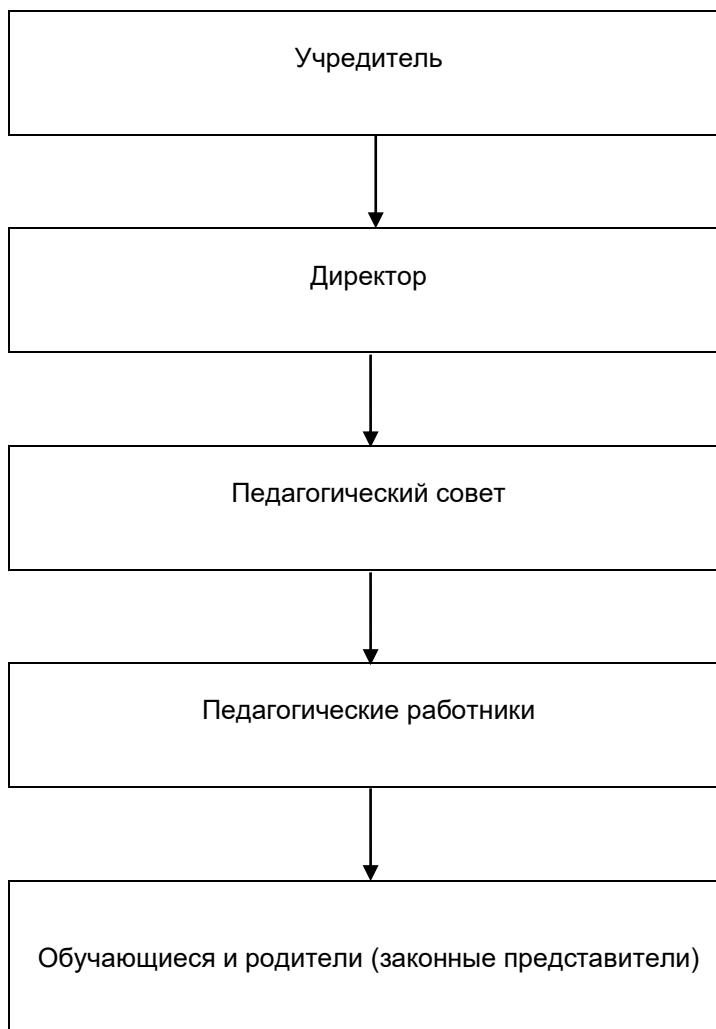 Учредитель
Директор
Педагогический совет
Педагогические работники
Обучающиеся и родители (законные представители)